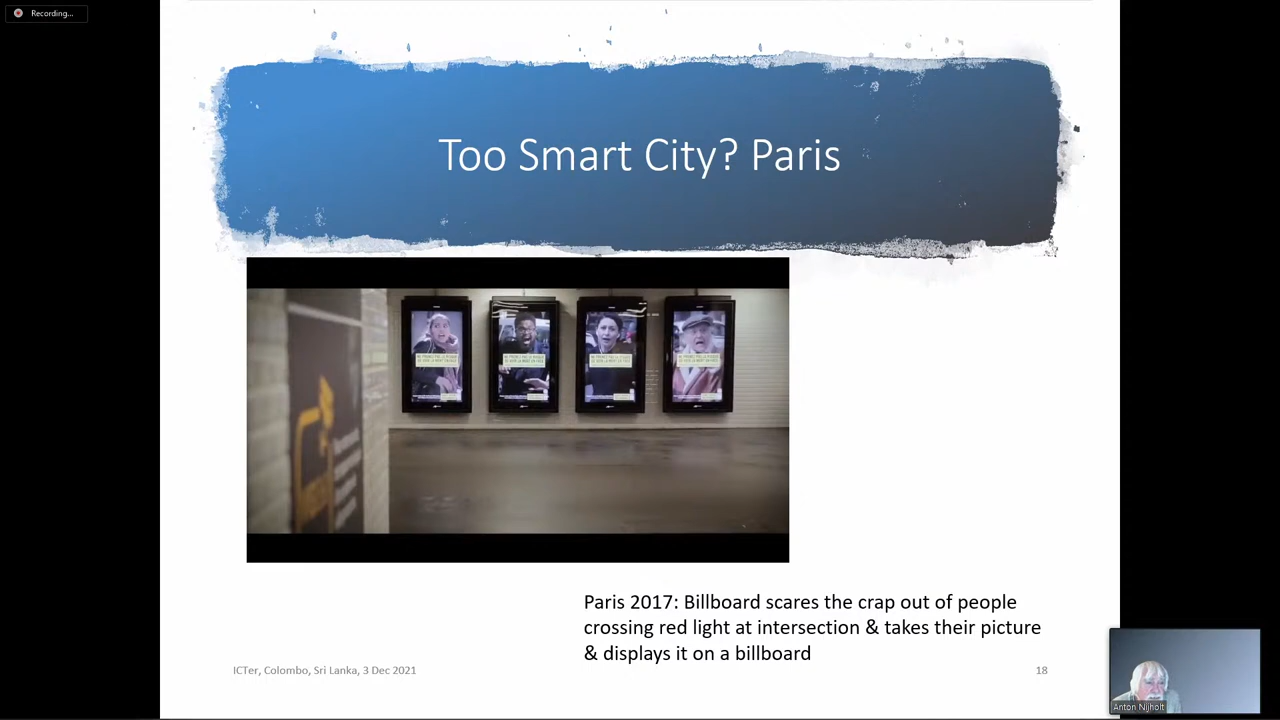 Recording...
Too Smart City? Paris
Paris 2017: Billboard scares the crap out of people
crossing red light at intersection & takes their picture
& displays it on a billboard
ICTer, Colombo, Sri Lanka, 3 Dec 2021
18
Anton Nijholt